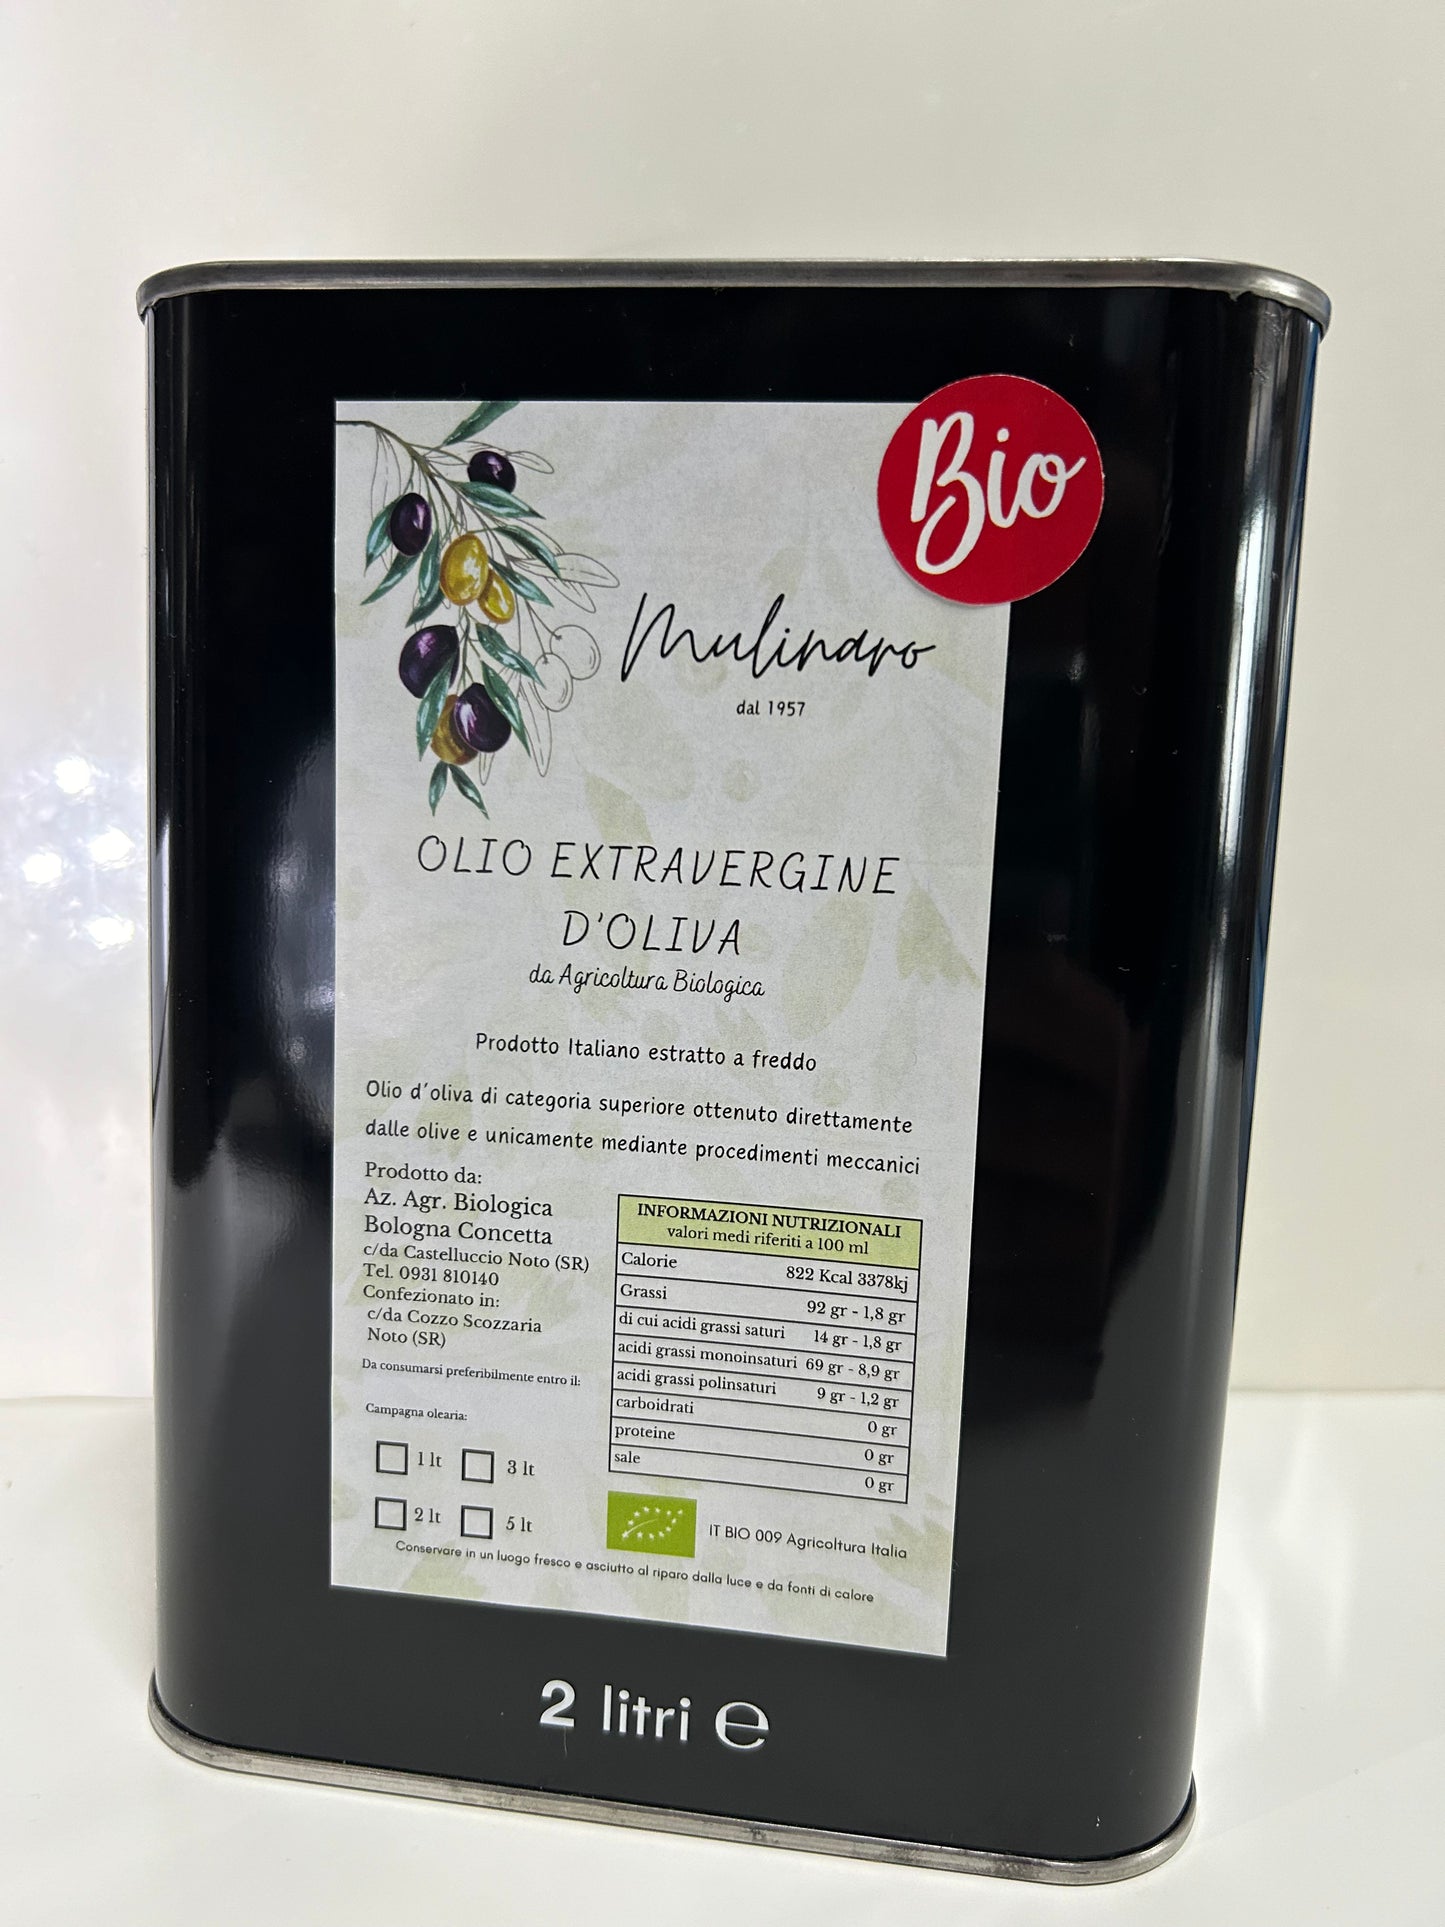 Bio
Mulinaro
dal 1957
OLIO EXTRAVERGINE
D'OLIVA
da Agricoltura Biologica
Prodotto Italiano estratto a freddo
Olio d'oliva di categoria superiore ottenuto direttamente
dalle olive e unicamente mediante procedimenti meccanici
Prodotto da:
Az. Agr. Biologica
Bologna Concetta
c/da Castelluccio Noto (SR)
Tel. 0931 810140
Confezionato in:
c/da Cozzo Scozzaria
Noto (SR)
Da consumarsi preferibilmente entro il:
Campagna olearia:
1 lt 3 lt
2 lt 5 lt
INFORMAZIONI NUTRIZIONALI
valori medi riferiti a 100 ml
Calorie 822 Kcal 3378kj
Grassi 92 gr - 1,8 gr
di cui acidi grassi saturi 14 gr - 1,8 gr
acidi grassi monoinsaturi 69 gr - 8,9 gr
acidi grassi polinsaturi 9 gr - 1,2 gr
carboidrati 0 gr
proteine 0 gr
sale 0 gr
IT BIO 009 Agricoltura Italia
Conservare in un luogo fresco e asciutto al riparo dalla luce e da fonti di calore
2 litri ℮